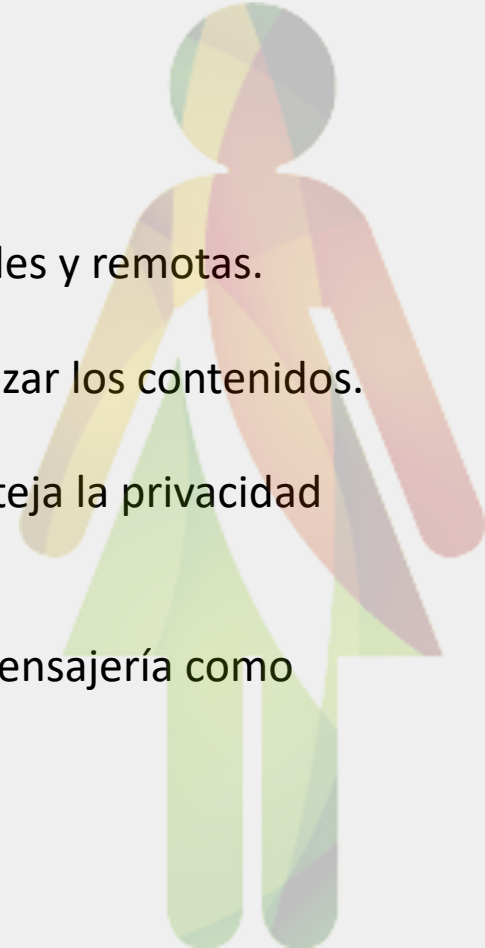 les y remotas.
zar los contenidos.
teja la privacidad
ensajería como